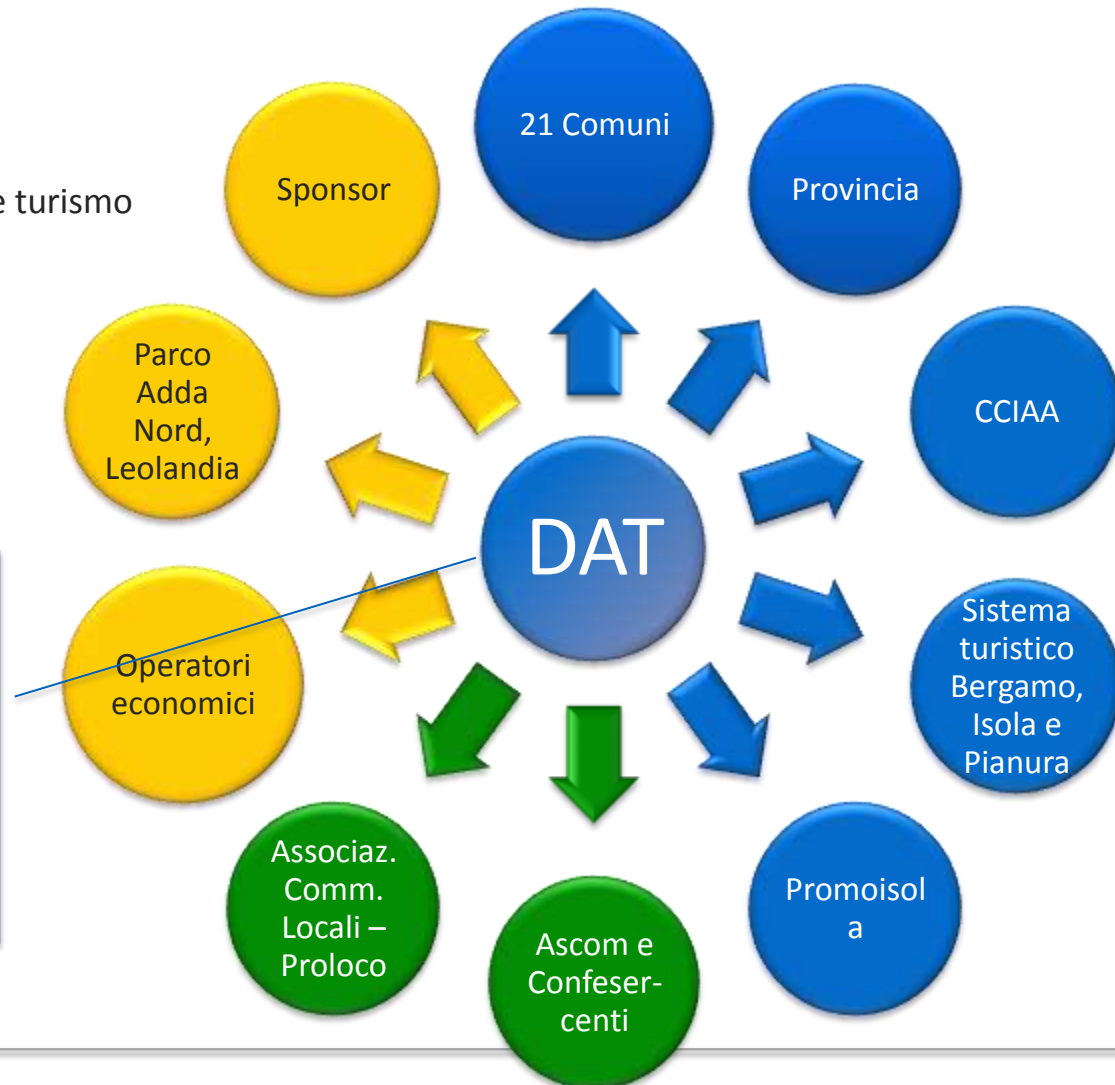 e turismo
21 Comuni
Provincia
CCIAA
Sistema
turistico
Bergamo,
Isola e
Pianura
Promoisol
a
Ascom e
Confeser-
centi
Associaz.
Comm.
Locali –
Proloco
Operatori
economici
Parco
Adda
Nord,
Leolandia
Sponsor
DAT